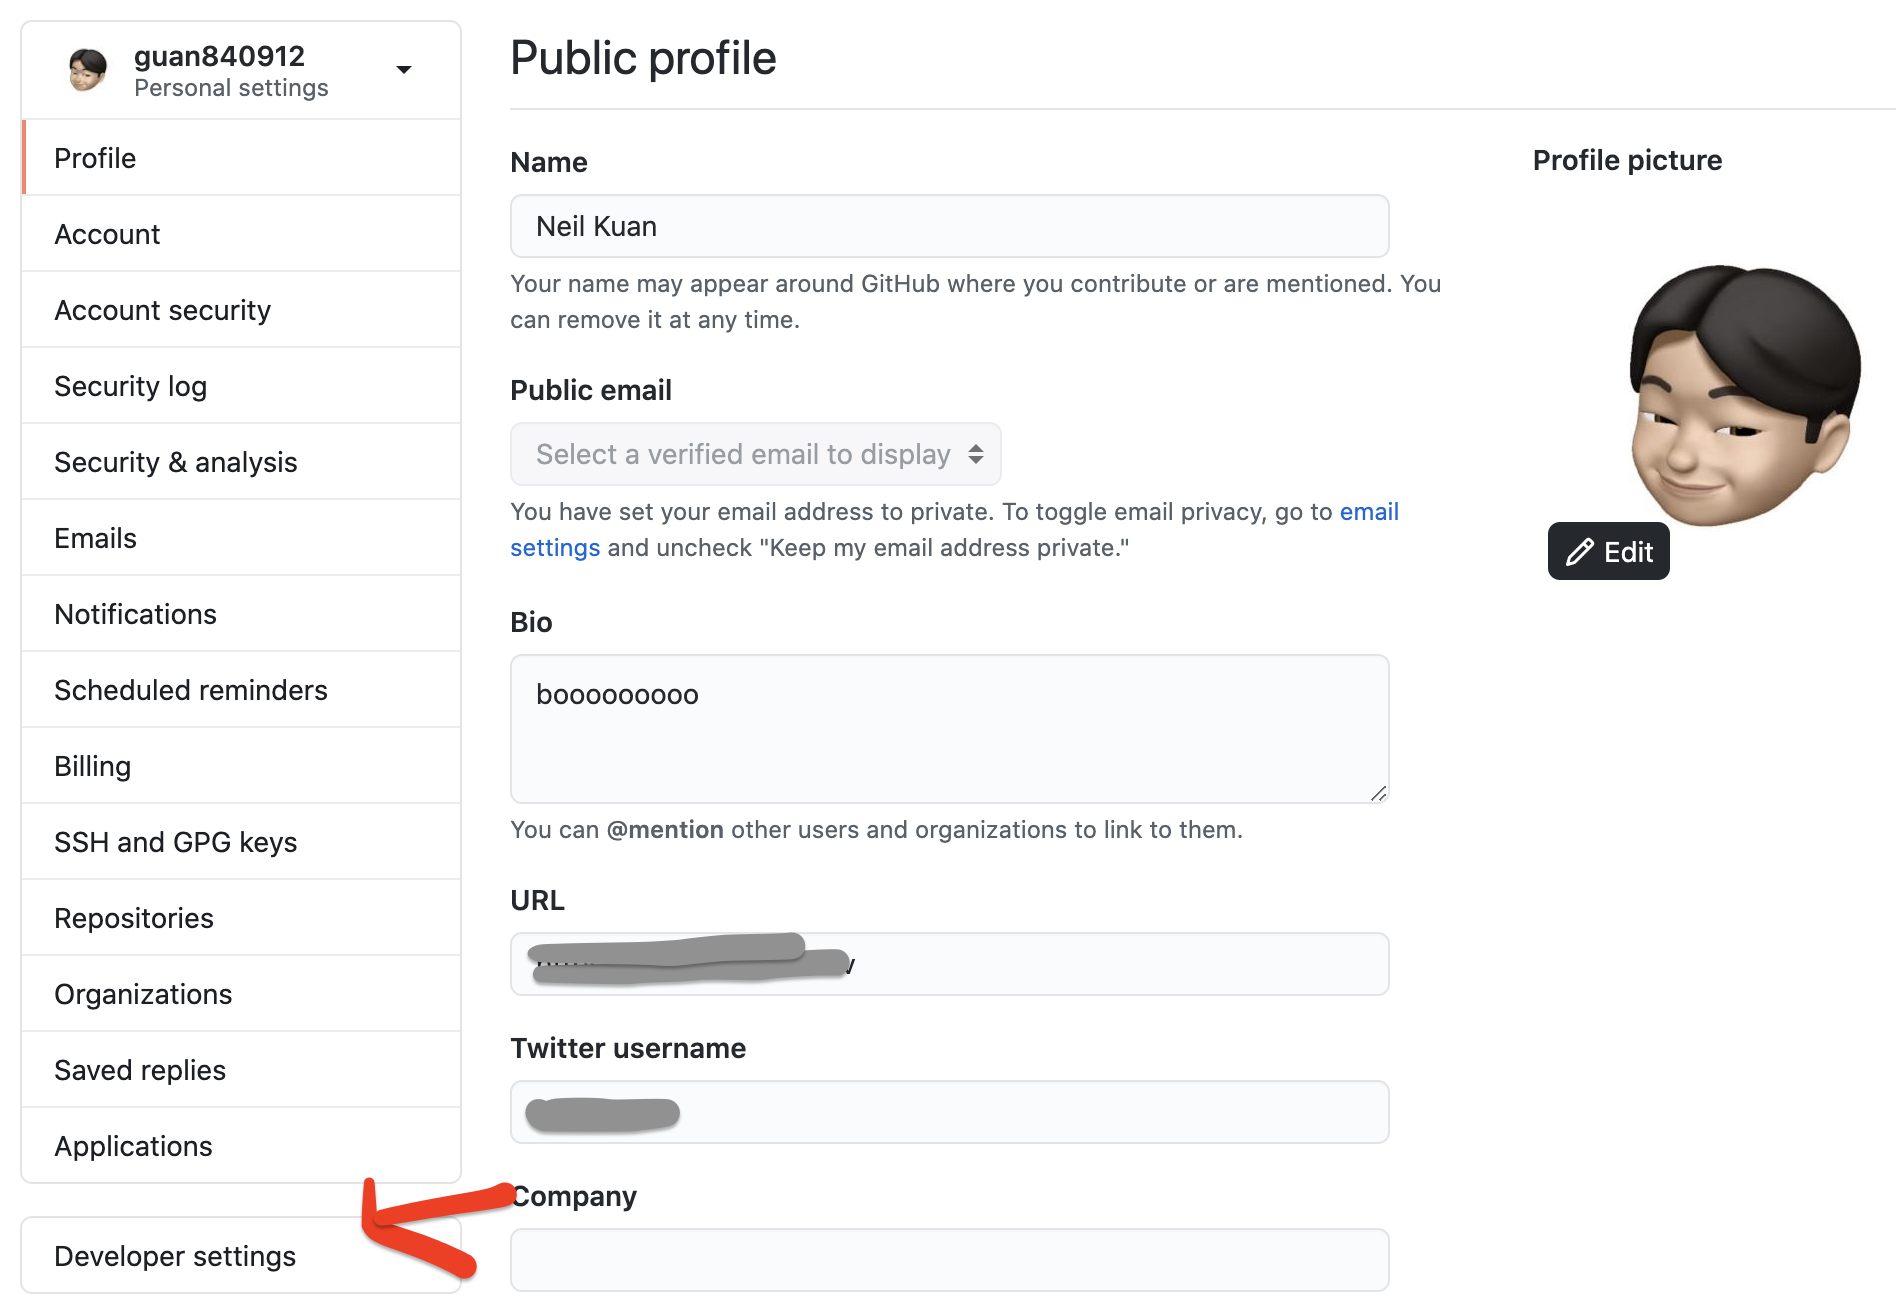 guan840912
Personal settings
Profile
Account
Account security
Security log
Security & analysis
Emails
Notifications
Scheduled reminders
Billing
SSH and GPG keys
Repositories
Organizations
Saved replies
Applications
Developer settings
Public profile
Name
Neil Kuan
Your name may appear around GitHub where you contribute or are mentioned. You
can remove it at any time.
Public email
Select a verified email to display
You have set your email address to private. To toggle email privacy, go to email
settings and uncheck "Keep my email address private."
Bio
booooooooo
You can @mention other users and organizations to link to them.
URL
Twitter username
Company
Profile picture
Edit